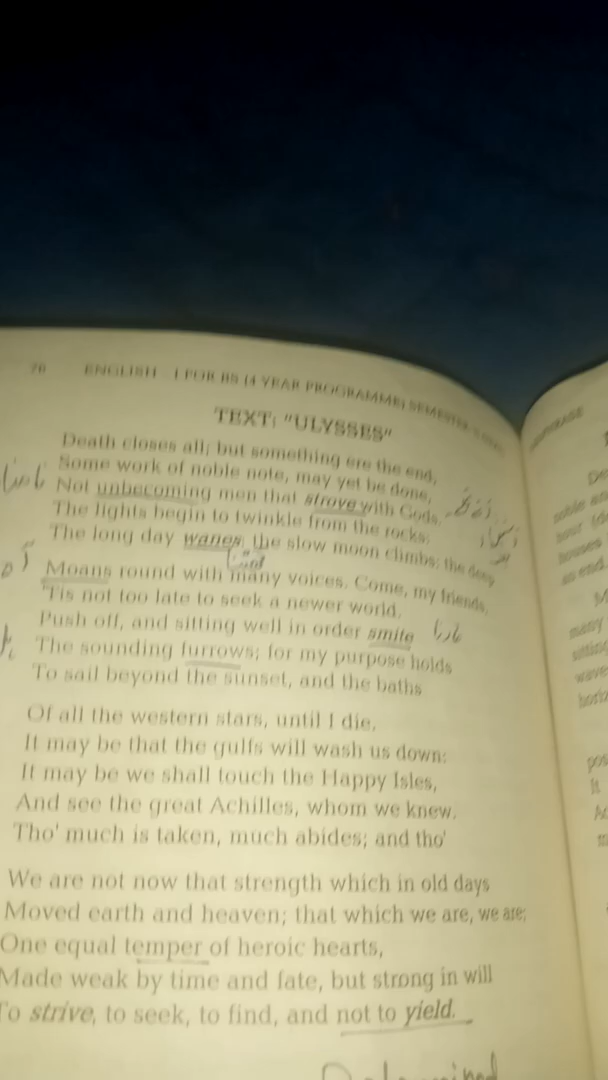 28 ENGLISH - I FOR BS (4 YEAR PROGRAMME) SEMESTER
TEXT: "ULYSSES"
Death closes all; but something ere the end,
Some work of noble note, may yet be done,
Not unbecoming men that strove with Gods.
The lights begin to twinkle from the rocks:
The long day wanes, the slow moon climbs; the deep
Moans round with many voices. Come, my friends,
'Tis not too late to seek a newer world.
Push off, and sitting well in order smite
The sounding furrows; for my purpose holds
To sail beyond the sunset, and the baths
Of all the western stars, until I die.
It may be that the gulfs will wash us down:
It may be we shall touch the Happy Isles,
And see the great Achilles, whom we knew.
Tho' much is taken, much abides; and tho'
We are not now that strength which in old days
Moved earth and heaven; that which we are, we are;
One equal temper of heroic hearts,
Made weak by time and fate, but strong in will
To strive, to seek, to find, and not to yield.
Determined